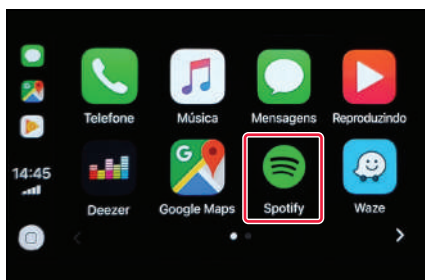 Telefone
Música
Mensagens
Reproduzindo
14:45
Deezer
G
Google Maps
Spotify
Waze